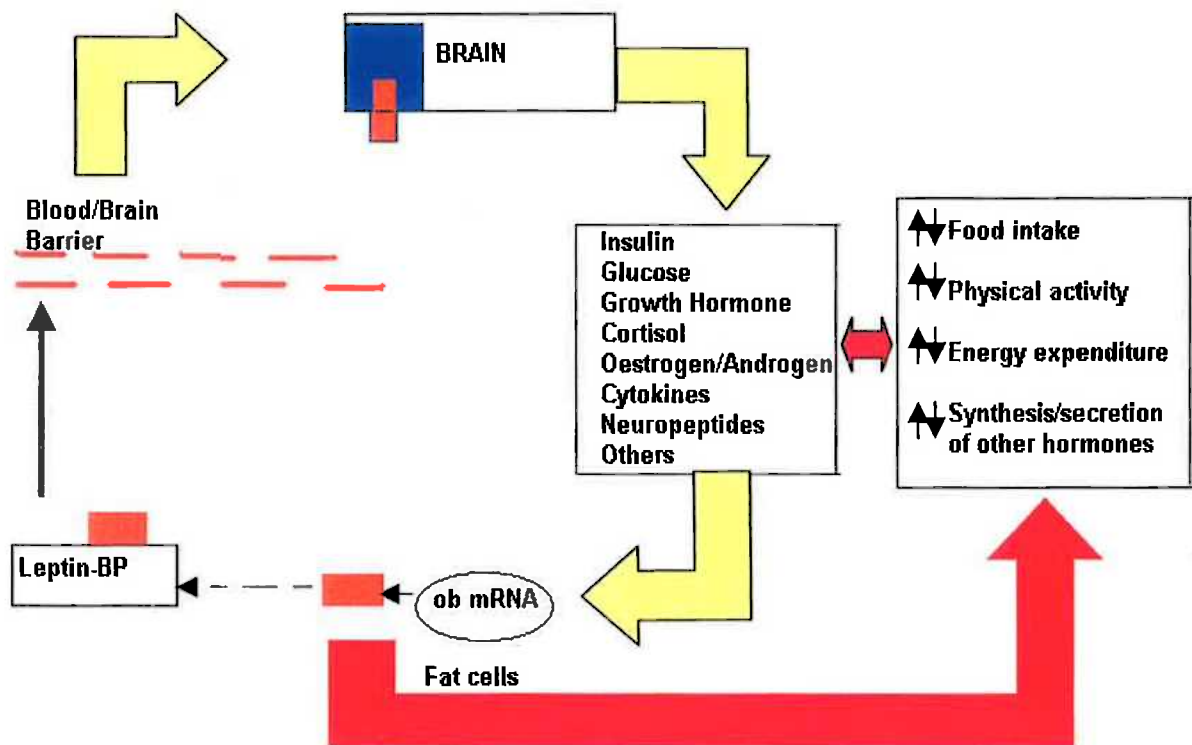 BRAIN
Blood/Brain
Barrier
Insulin
Glucose
Growth Hormone
Cortisol
Oestrogen/Androgen
Cytokines
Neuropeptides
Others
Food intake
Physical activity
Energy expenditure
Synthesis/secretion
of other hormones
Leptin-BP
ob mRNA
Fat cells